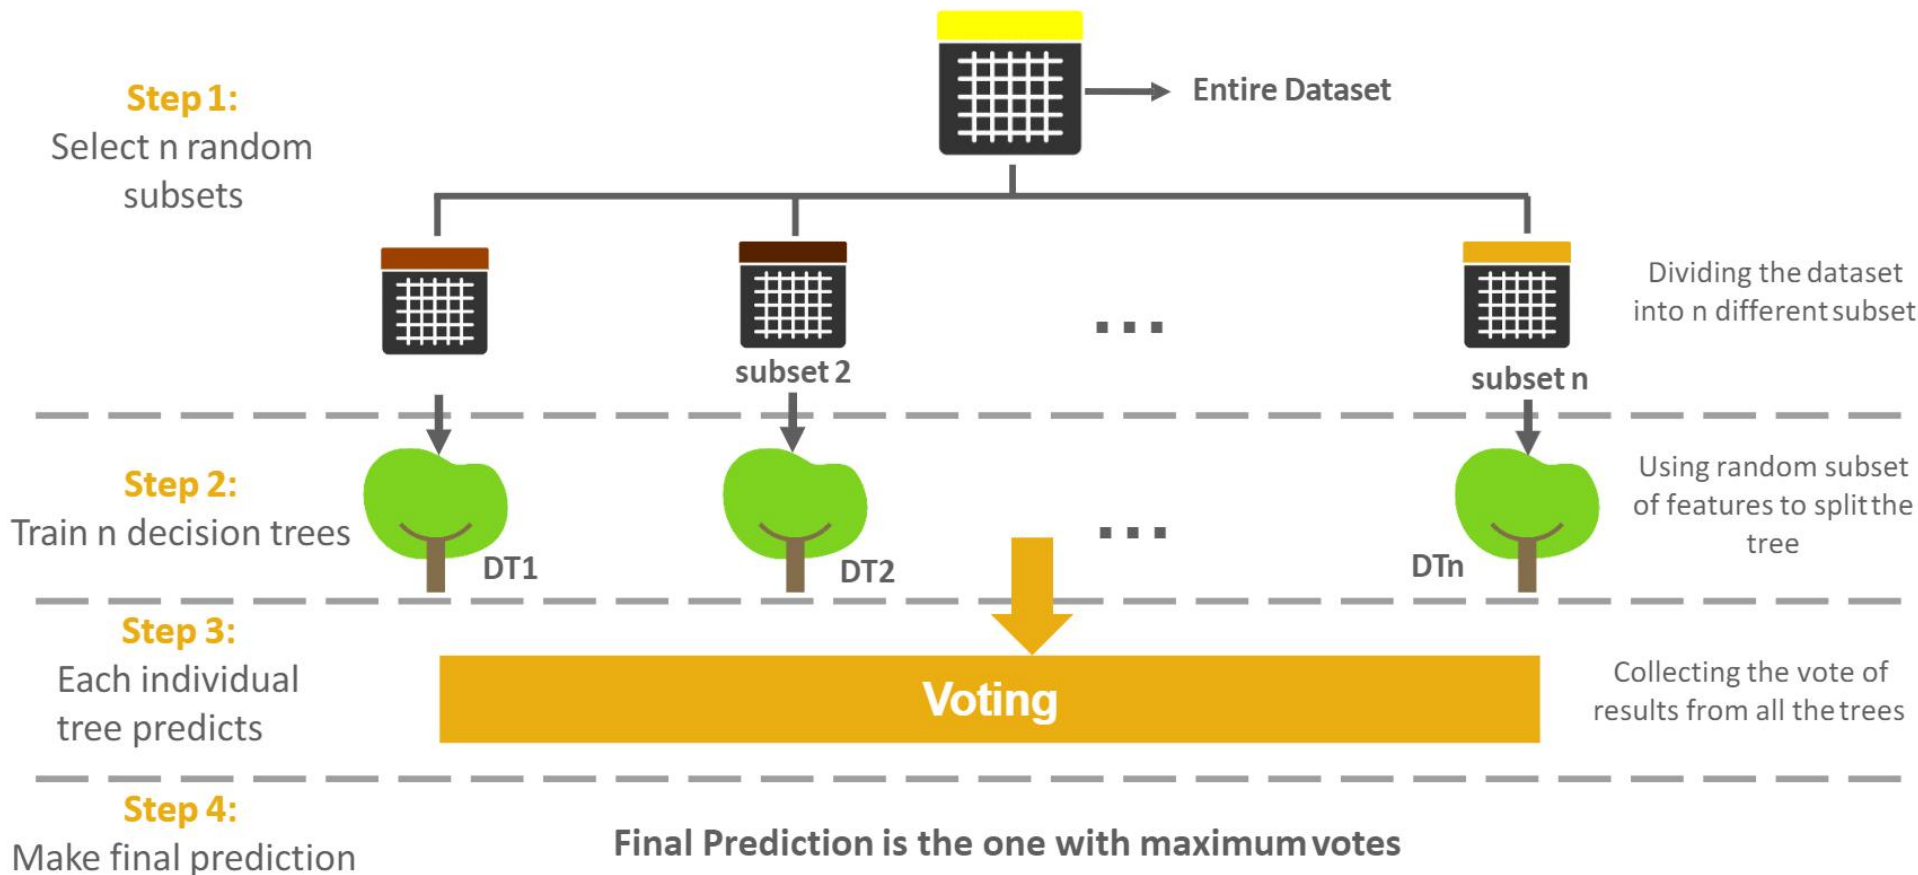 Entire Dataset
Step 1:
Select n random
subsets
Dividing the dataset
into n different subset
subset 2
subset n
Step 2:
Train n decision trees
Using random subset
of features to split the
tree
DT1
DT2
DTn
Step 3:
Each individual
tree predicts
Voting
Collecting the vote of
results from all the trees
Step 4:
Make final prediction
Final Prediction is the one with maximum votes